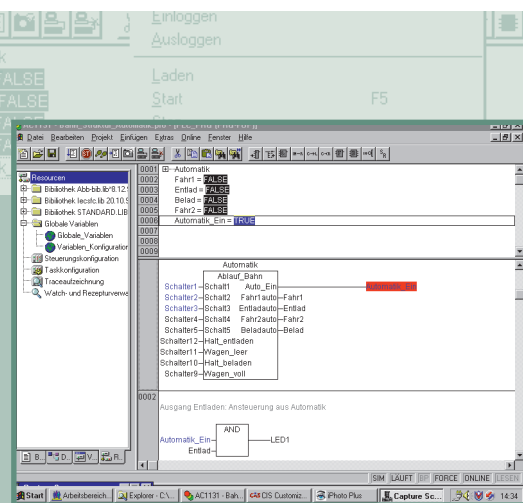 Einloggen
Ausloggen
Laden
Start F5
FALSE
FALSE
Datei Bearbeiten Projekt Einfügen Extras Online Fenster Hilfe
Resourcen
Bibliothek Abb-bib.lib*8.12.9
Bibliothek Iecsfc.lib 20.10.9
Bibliothek STANDARD.LIB
Globale Variablen
Globale_Variablen
Variablen_Konfiguration
Steuerungskonfiguration
Taskkonfiguration
Traceaufzeichnung
Watch- und Rezepturverwa
0001 Automatik
0002 Fahr1 = FALSE
0003 Entlad = FALSE
0004 Belad = FALSE
0005 Fahr2 = FALSE
0006 Automatik_Ein = TRUE
0007
0008
0009
Automatik
Ablauf_Bahn
Schalter1 Schalt1 Auto_Ein Automatik_Ein
Schalter2 Schalt2 Fahr1auto Fahr1
Schalter3 Schalt3 Entladauto Entlad
Schalter4 Schalt4 Fahr2auto Fahr2
Schalter5 Schalt5 Beladauto Belad
Schalter12 Halt_entladen
Schalter11 Wagen_leer
Schalter10 Halt_beladen
Schalter9 Wagen_voll
0002
Ausgang Entladen: Ansteuerung aus Automatik
AND
Automatik_Ein LED1
Entlad
B... D... V... R...
SIM LÄUFT BP FORCE ONLINE LESEN
Start Arbeitsbereich... Explorer - C:\... AC1131 - Bah... CIS Customiz... iPhoto Plus Capture Sc... 14:34